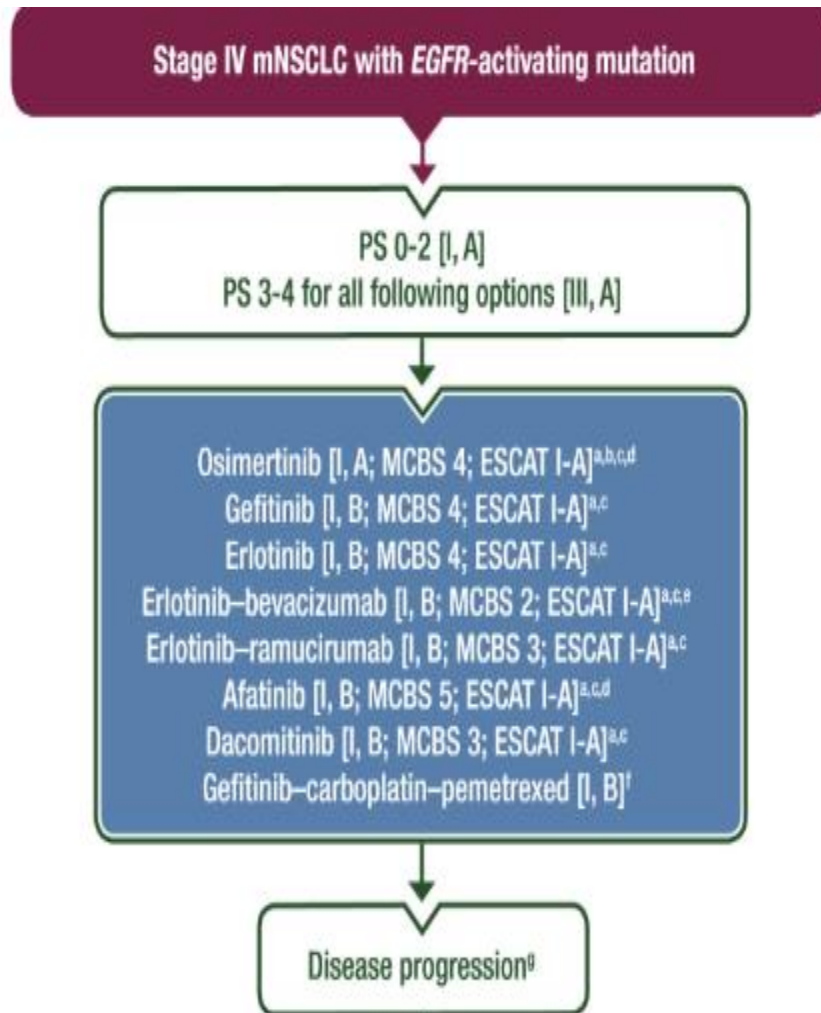 Stage IV mNSCLC with EGFR-activating mutation
PS 0-2 [I, A]
PS 3-4 for all following options [III, A]
Osimertinib [I, A; MCBS 4; ESCAT I-A]a,b,c,d
Gefitinib [I, B; MCBS 4; ESCAT I-A]a,c
Erlotinib [I, B; MCBS 4; ESCAT I-A]a,c
Erlotinib–bevacizumab [I, B; MCBS 2; ESCAT I-A]a,c,e
Erlotinib–ramucirumab [I, B; MCBS 3; ESCAT I-A]a,c
Afatinib [I, B; MCBS 5; ESCAT I-A]a,c,d
Dacomitinib [I, B; MCBS 3; ESCAT I-A]a,c
Gefitinib–carboplatin–pemetrexed [I, B]f
Disease progressiong